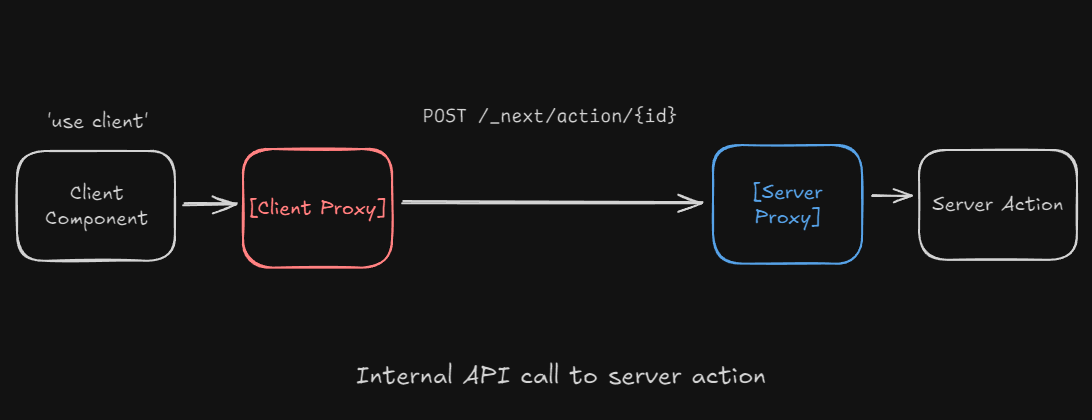 'use client'
POST /_next/action/{id}
Client
Component
[Client Proxy]
[Server
Proxy]
Server Action
Internal API call to server action